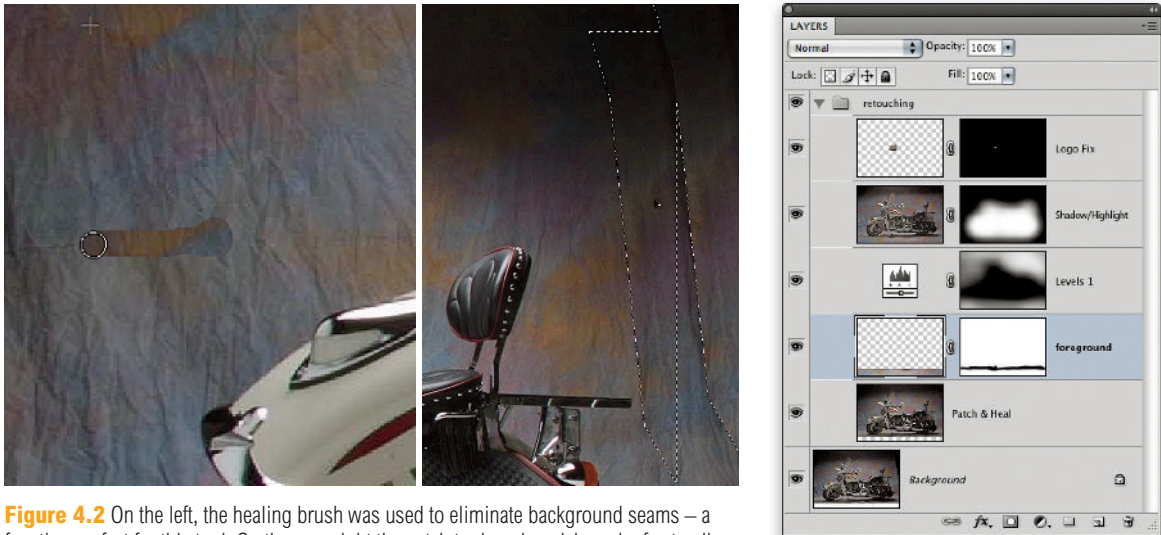 Figure 4.2 On the left, the healing brush was used to eliminate background seams – a
LAYERS
Normal Opacity: 100%
Lock: Fill: 100%
retouching
Logo Fix
Shadow/Highlight
Levels 1
foreground
Patch & Heal
Background
fx.